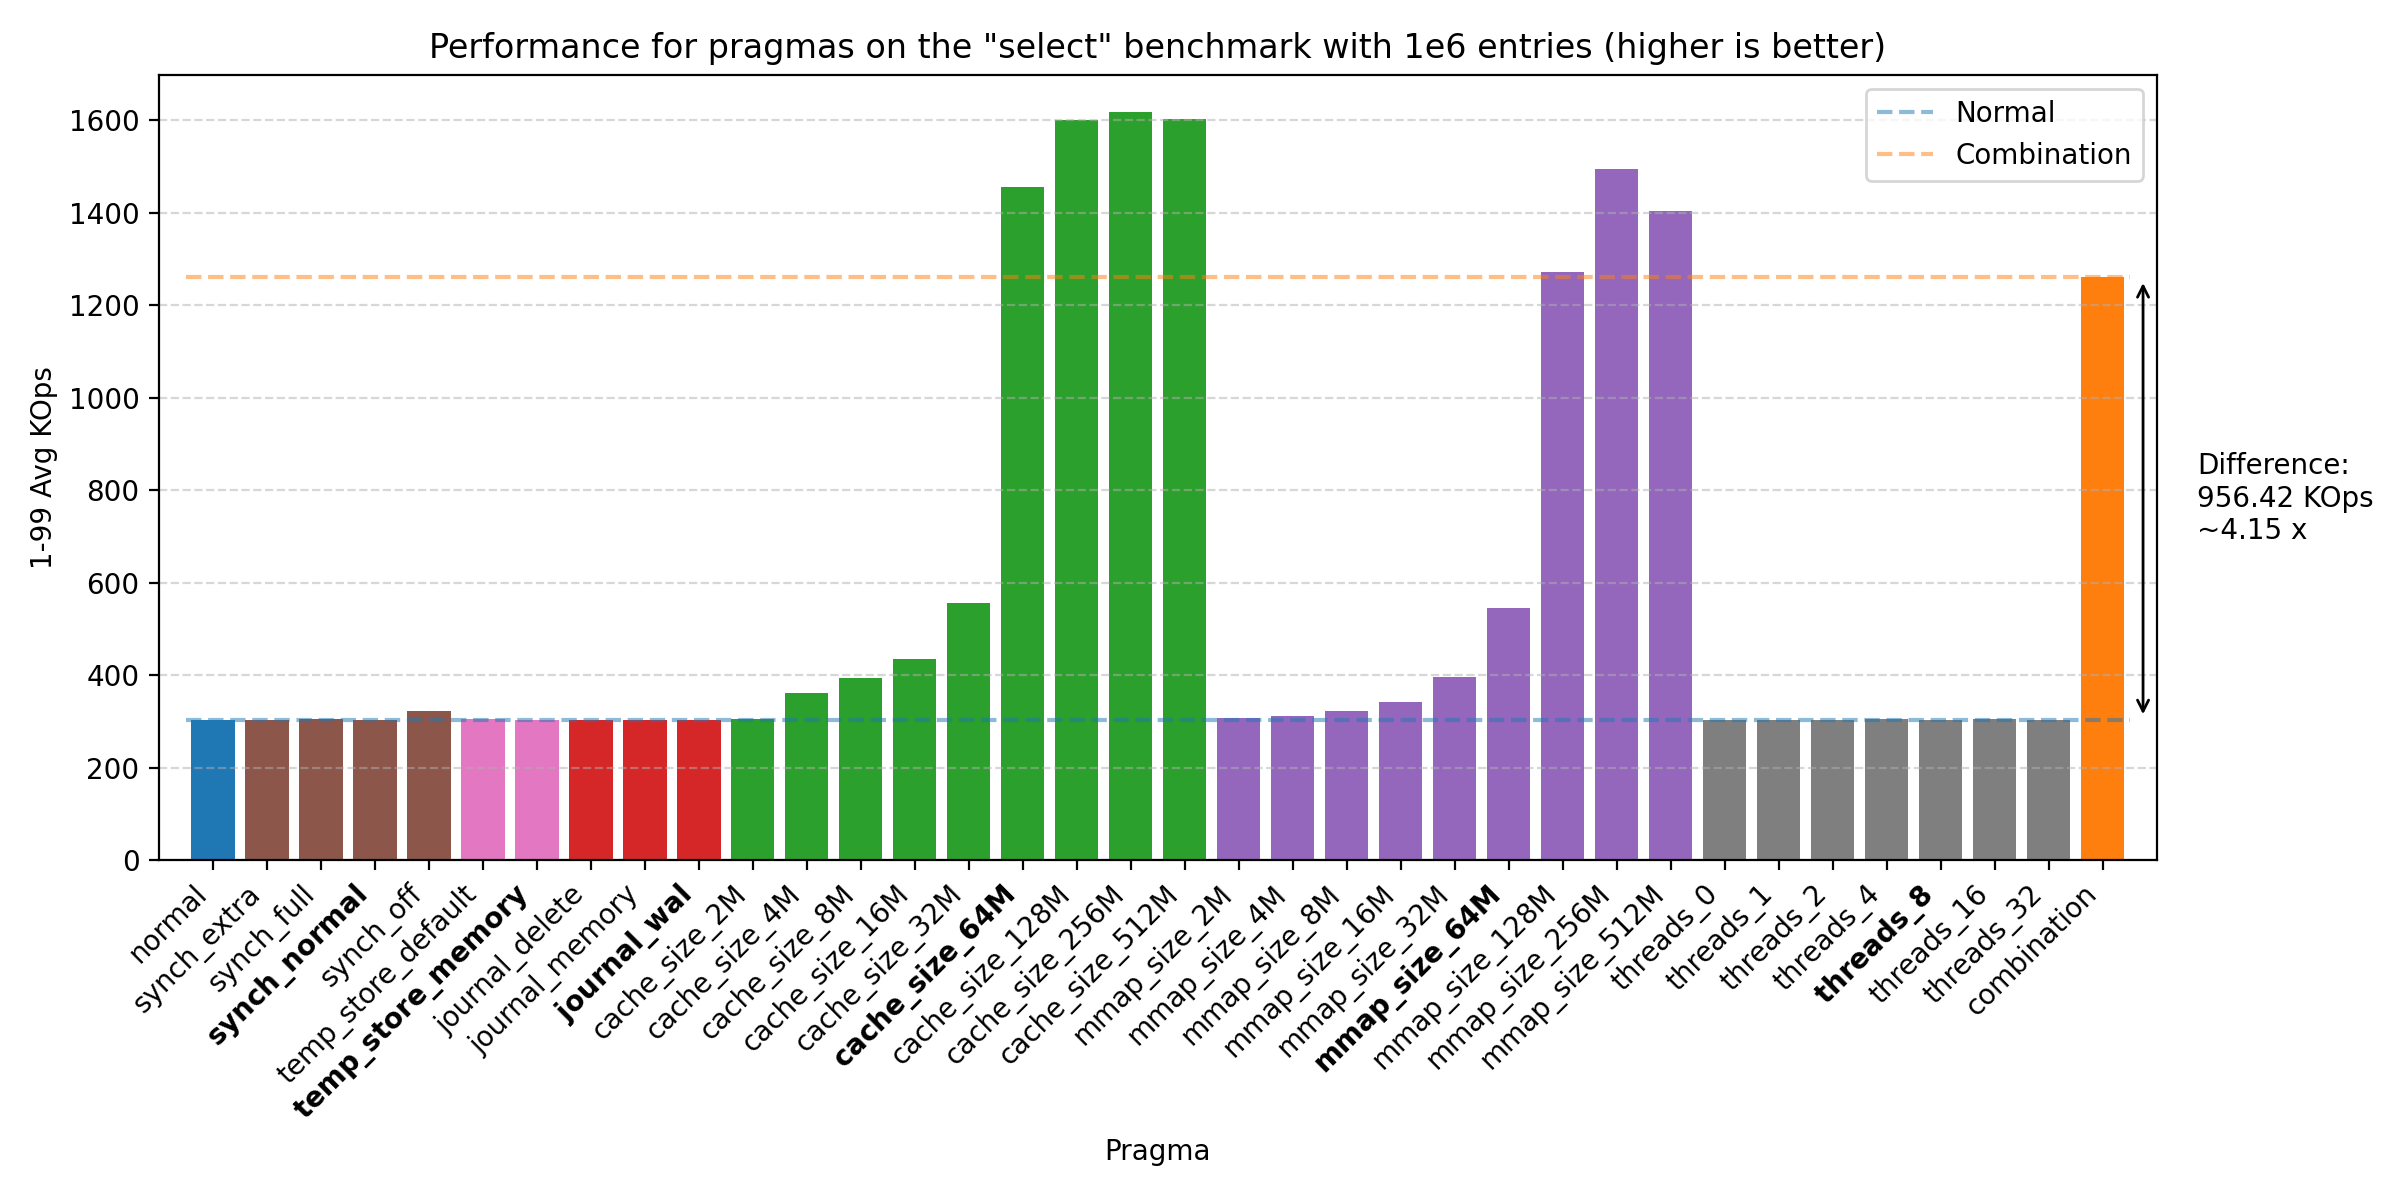 Performance for pragmas on the "select" benchmark with 1e6 entries (higher is better)
1-99 Avg KOps
1600
1400
1200
1000
800
600
400
200
0
Normal
Combination
Difference:
956.42 KOps
~4.15 x
normal
synch_extra
synch_full
synch_normal
synch_off
temp_store_default
temp_store_memory
journal_delete
journal_memory
journal_wal
cache_size_2M
cache_size_4M
cache_size_8M
cache_size_16M
cache_size_32M
cache_size_64M
cache_size_128M
cache_size_256M
cache_size_512M
mmap_size_2M
mmap_size_4M
mmap_size_8M
mmap_size_16M
mmap_size_32M
mmap_size_64M
mmap_size_128M
mmap_size_256M
mmap_size_512M
threads_0
threads_1
threads_2
threads_4
threads_8
threads_16
threads_32
combination
Pragma